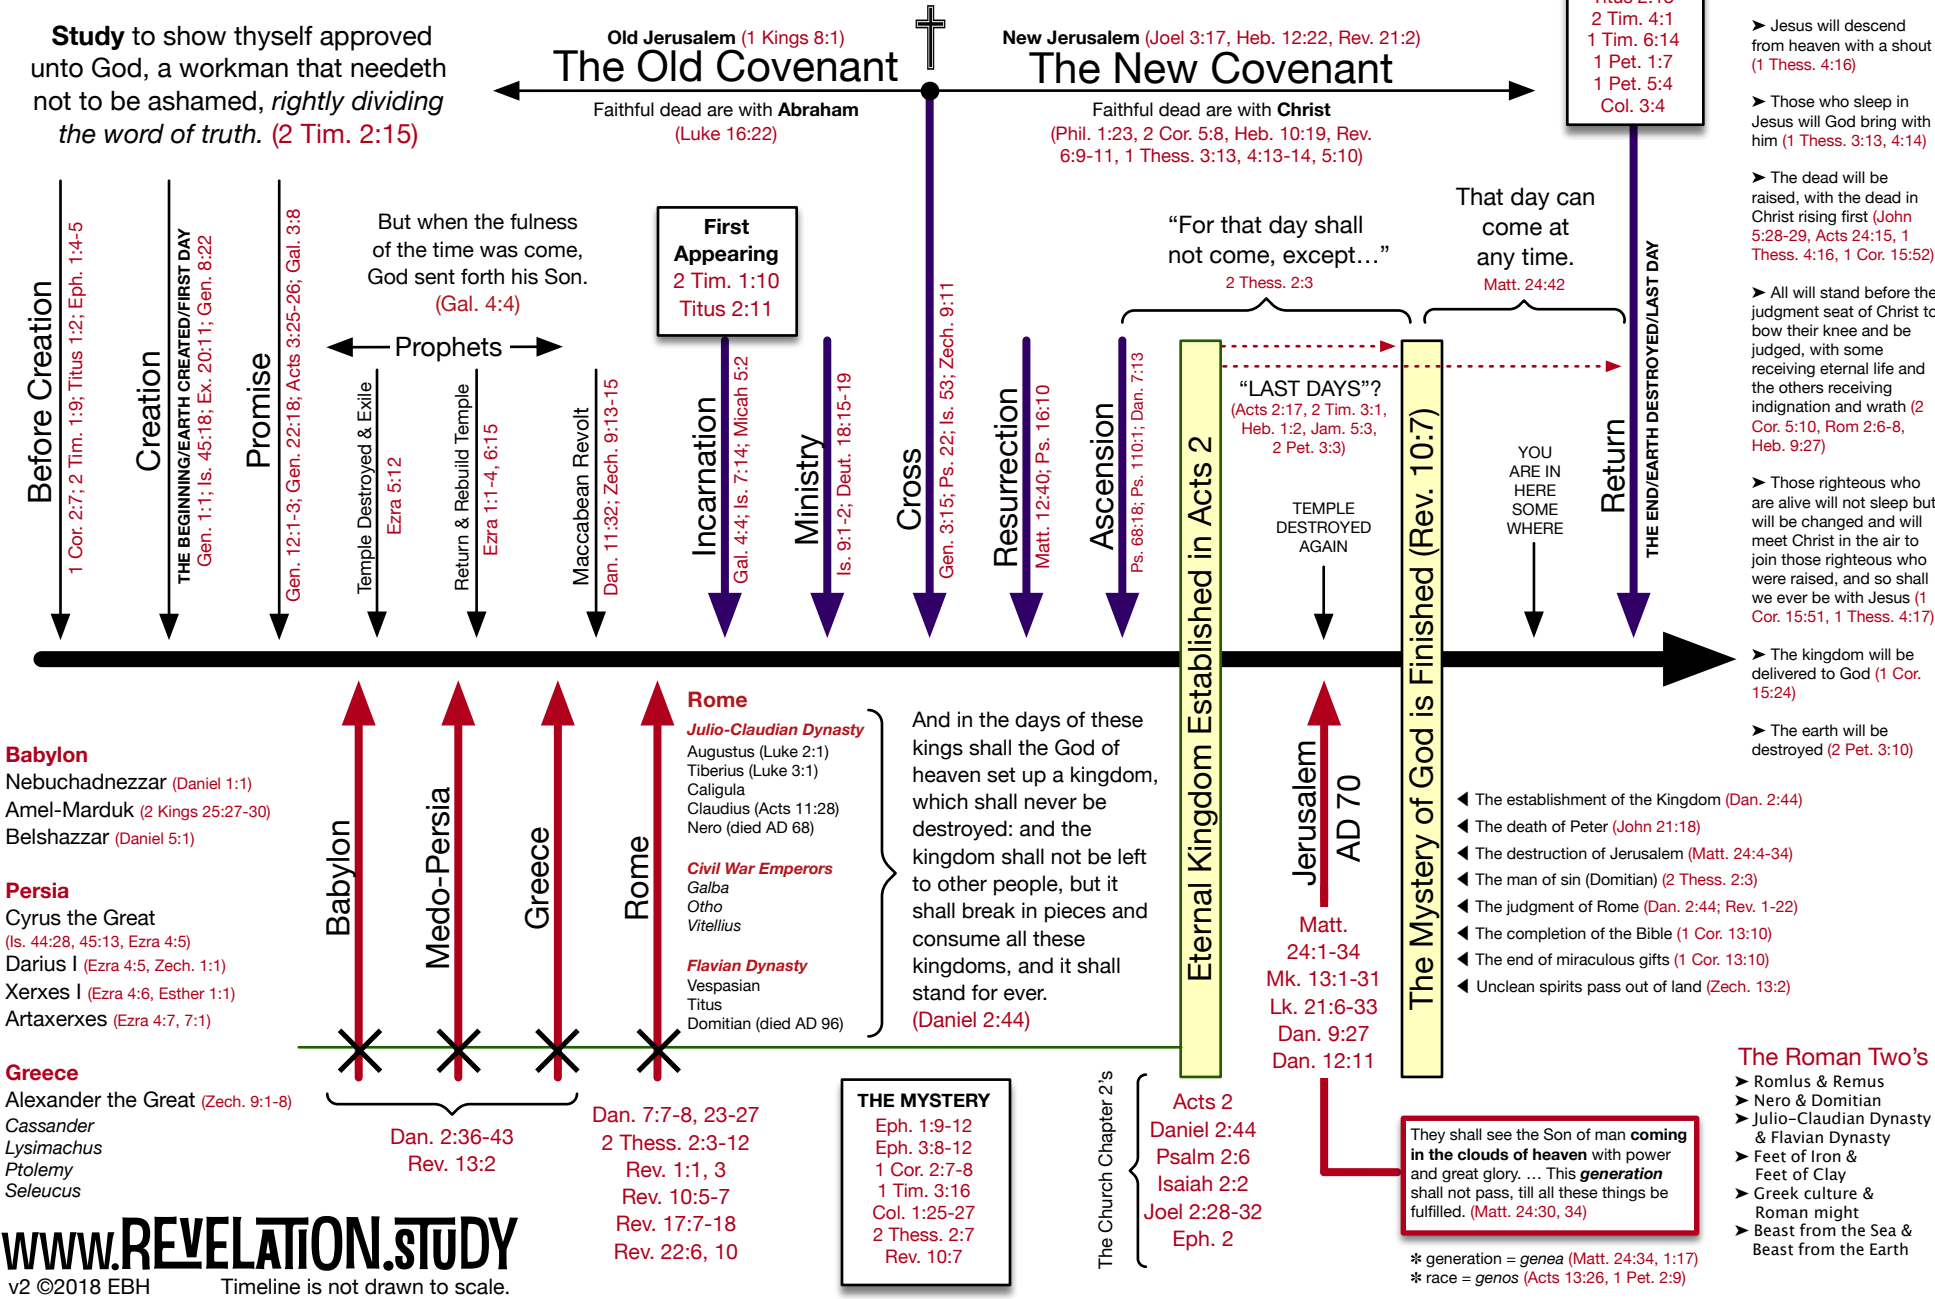 Study to show thyself approved
unto God, a workman that needeth
not to be ashamed, rightly dividing
the word of truth. (2 Tim. 2:15)
Old Jerusalem (1 Kings 8:1)
The Old Covenant
Faithful dead are with Abraham
(Luke 16:22)
New Jerusalem (Joel 3:17, Heb. 12:22, Rev. 21:2)
The New Covenant
Faithful dead are with Christ
(Phil. 1:23, 2 Cor. 5:8, Heb. 10:19, Rev.
6:9-11, 1 Thess. 3:13, 4:13-14, 5:10)
2 Tim. 4:1
1 Tim. 6:14
1 Pet. 1:7
1 Pet. 5:4
Col. 3:4
➤ Jesus will descend
from heaven with a shout
(1 Thess. 4:16)
➤ Those who sleep in
Jesus will God bring with
him (1 Thess. 3:13, 4:14)
➤ The dead will be
raised, with the dead in
Christ rising first (John
5:28-29, Acts 24:15, 1
Thess. 4:16, 1 Cor. 15:52)
➤ All will stand before the
judgment seat of Christ to
bow their knee and be
judged, with some
receiving eternal life and
the others receiving
indignation and wrath (2
Cor. 5:10, Rom 2:6-8,
Heb. 9:27)
➤ Those righteous who
are alive will not sleep but
will be changed and will
meet Christ in the air to
join those righteous who
were raised, and so shall
we ever be with Jesus (1
Cor. 15:51, 1 Thess. 4:17)
➤ The kingdom will be
delivered to God (1 Cor.
15:24)
➤ The earth will be
destroyed (2 Pet. 3:10)
Before Creation
1 Cor. 2:7; 2 Tim. 1:9; Titus 1:2; Eph. 1:4-5
Creation
THE BEGINNING/EARTH CREATED/FIRST DAY
Gen. 1:1; Is. 45:18; Ex. 20:11; Gen. 8:22
Promise
Gen. 12:1-3; Gen. 22:18; Acts 3:25-26; Gal. 3:8
But when the fulness
of the time was come,
God sent forth his Son.
(Gal. 4:4)
Prophets
Temple Destroyed & Exile
Ezra 5:12
Return & Rebuild Temple
Ezra 1:1-4, 6:15
Maccabean Revolt
Dan. 11:32; Zech. 9:13-15
First
Appearing
2 Tim. 1:10
Titus 2:11
Incarnation
Gal. 4:4; Is. 7:14; Micah 5:2
Ministry
Is. 9:1-2; Deut. 18:15-19
Cross
Gen. 3:15; Ps. 22; Is. 53; Zech. 9:11
Resurrection
Matt. 12:40; Ps. 16:10
Ascension
Ps. 68:18; Ps. 110:1; Dan. 7:13
"For that day shall
not come, except…"
2 Thess. 2:3
That day can
come at
any time.
Matt. 24:42
Eternal Kingdom Established in Acts 2
"LAST DAYS"?
(Acts 2:17, 2 Tim. 3:1,
Heb. 1:2, Jam. 5:3,
2 Pet. 3:3)
TEMPLE
DESTROYED
AGAIN
The Mystery of God is Finished (Rev. 10:7)
YOU
ARE IN
HERE
SOME
WHERE
Return
THE END/EARTH DESTROYED/LAST DAY
Babylon
Nebuchadnezzar (Daniel 1:1)
Amel-Marduk (2 Kings 25:27-30)
Belshazzar (Daniel 5:1)
Persia
Cyrus the Great
(Is. 44:28, 45:13, Ezra 4:5)
Darius I (Ezra 4:5, Zech. 1:1)
Xerxes I (Ezra 4:6, Esther 1:1)
Artaxerxes (Ezra 4:7, 7:1)
Greece
Alexander the Great (Zech. 9:1-8)
Cassander
Lysimachus
Ptolemy
Seleucus
Babylon
Medo-Persia
Greece
Rome
Rome
Julio-Claudian Dynasty
Augustus (Luke 2:1)
Tiberius (Luke 3:1)
Caligula
Claudius (Acts 11:28)
Nero (died AD 68)
Civil War Emperors
Galba
Otho
Vitellius
Flavian Dynasty
Vespasian
Titus
Domitian (died AD 96)
And in the days of these
kings shall the God of
heaven set up a kingdom,
which shall never be
destroyed: and the
kingdom shall not be left
to other people, but it
shall break in pieces and
consume all these
kingdoms, and it shall
stand for ever.
(Daniel 2:44)
Jerusalem
AD 70
Matt.
24:1-34
Mk. 13:1-31
Lk. 21:6-33
Dan. 9:27
Dan. 12:11
◀ The establishment of the Kingdom (Dan. 2:44)
◀ The death of Peter (John 21:18)
◀ The destruction of Jerusalem (Matt. 24:4-34)
◀ The man of sin (Domitian) (2 Thess. 2:3)
◀ The judgment of Rome (Dan. 2:44; Rev. 1-22)
◀ The completion of the Bible (1 Cor. 13:10)
◀ The end of miraculous gifts (1 Cor. 13:10)
◀ Unclean spirits pass out of land (Zech. 13:2)
Dan. 2:36-43
Rev. 13:2
Dan. 7:7-8, 23-27
2 Thess. 2:3-12
Rev. 1:1, 3
Rev. 10:5-7
Rev. 17:7-18
Rev. 22:6, 10
THE MYSTERY
Eph. 1:9-12
Eph. 3:8-12
1 Cor. 2:7-8
1 Tim. 3:16
Col. 1:25-27
2 Thess. 2:7
Rev. 10:7
The Church Chapter 2's
Acts 2
Daniel 2:44
Psalm 2:6
Isaiah 2:2
Joel 2:28-32
Eph. 2
They shall see the Son of man coming
in the clouds of heaven with power
and great glory. … This generation
shall not pass, till all these things be
fulfilled. (Matt. 24:30, 34)
✻ generation = genea (Matt. 24:34, 1:17)
✻ race = genos (Acts 13:26, 1 Pet. 2:9)
The Roman Two's
➤ Romlus & Remus
➤ Nero & Domitian
➤ Julio-Claudian Dynasty
& Flavian Dynasty
➤ Feet of Iron &
Feet of Clay
➤ Greek culture &
Roman might
➤ Beast from the Sea &
Beast from the Earth
www.REVELATION.STUDY
v2 ©2018 EBH
Timeline is not drawn to scale.